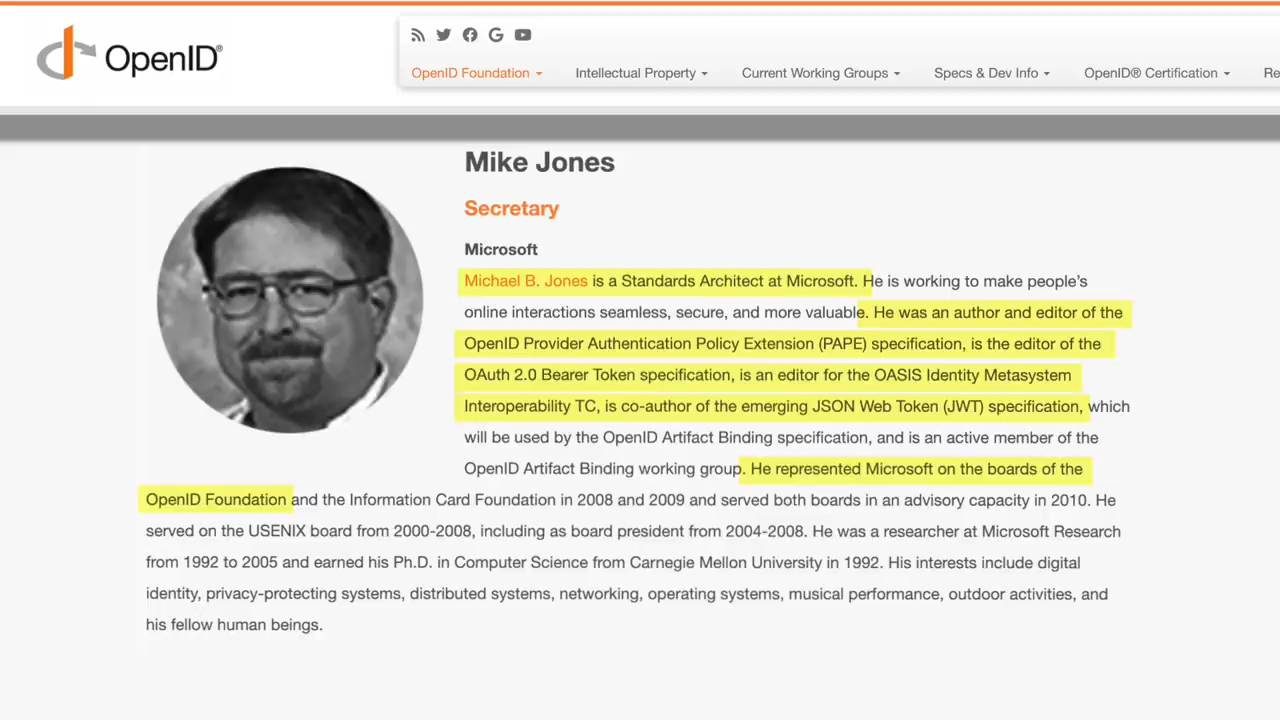 OpenID®
OpenID Foundation
Intellectual Property
Current Working Groups
Specs & Dev Info
OpenID® Certification
Re
Mike Jones
Secretary
Microsoft
Michael B. Jones is a Standards Architect at Microsoft. He is working to make people’s
online interactions seamless, secure, and more valuable. He was an author and editor of the
OpenID Provider Authentication Policy Extension (PAPE) specification, is the editor of the
OAuth 2.0 Bearer Token specification, is an editor for the OASIS Identity Metasystem
Interoperability TC, is co-author of the emerging JSON Web Token (JWT) specification, which
will be used by the OpenID Artifact Binding specification, and is an active member of the
OpenID Artifact Binding working group. He represented Microsoft on the boards of the
OpenID Foundation and the Information Card Foundation in 2008 and 2009 and served both boards in an advisory capacity in 2010. He
served on the USENIX board from 2000-2008, including as board president from 2004-2008. He was a researcher at Microsoft Research
from 1992 to 2005 and earned his Ph.D. in Computer Science from Carnegie Mellon University in 1992. His interests include digital
identity, privacy-protecting systems, distributed systems, networking, operating systems, musical performance, outdoor activities, and
his fellow human beings.